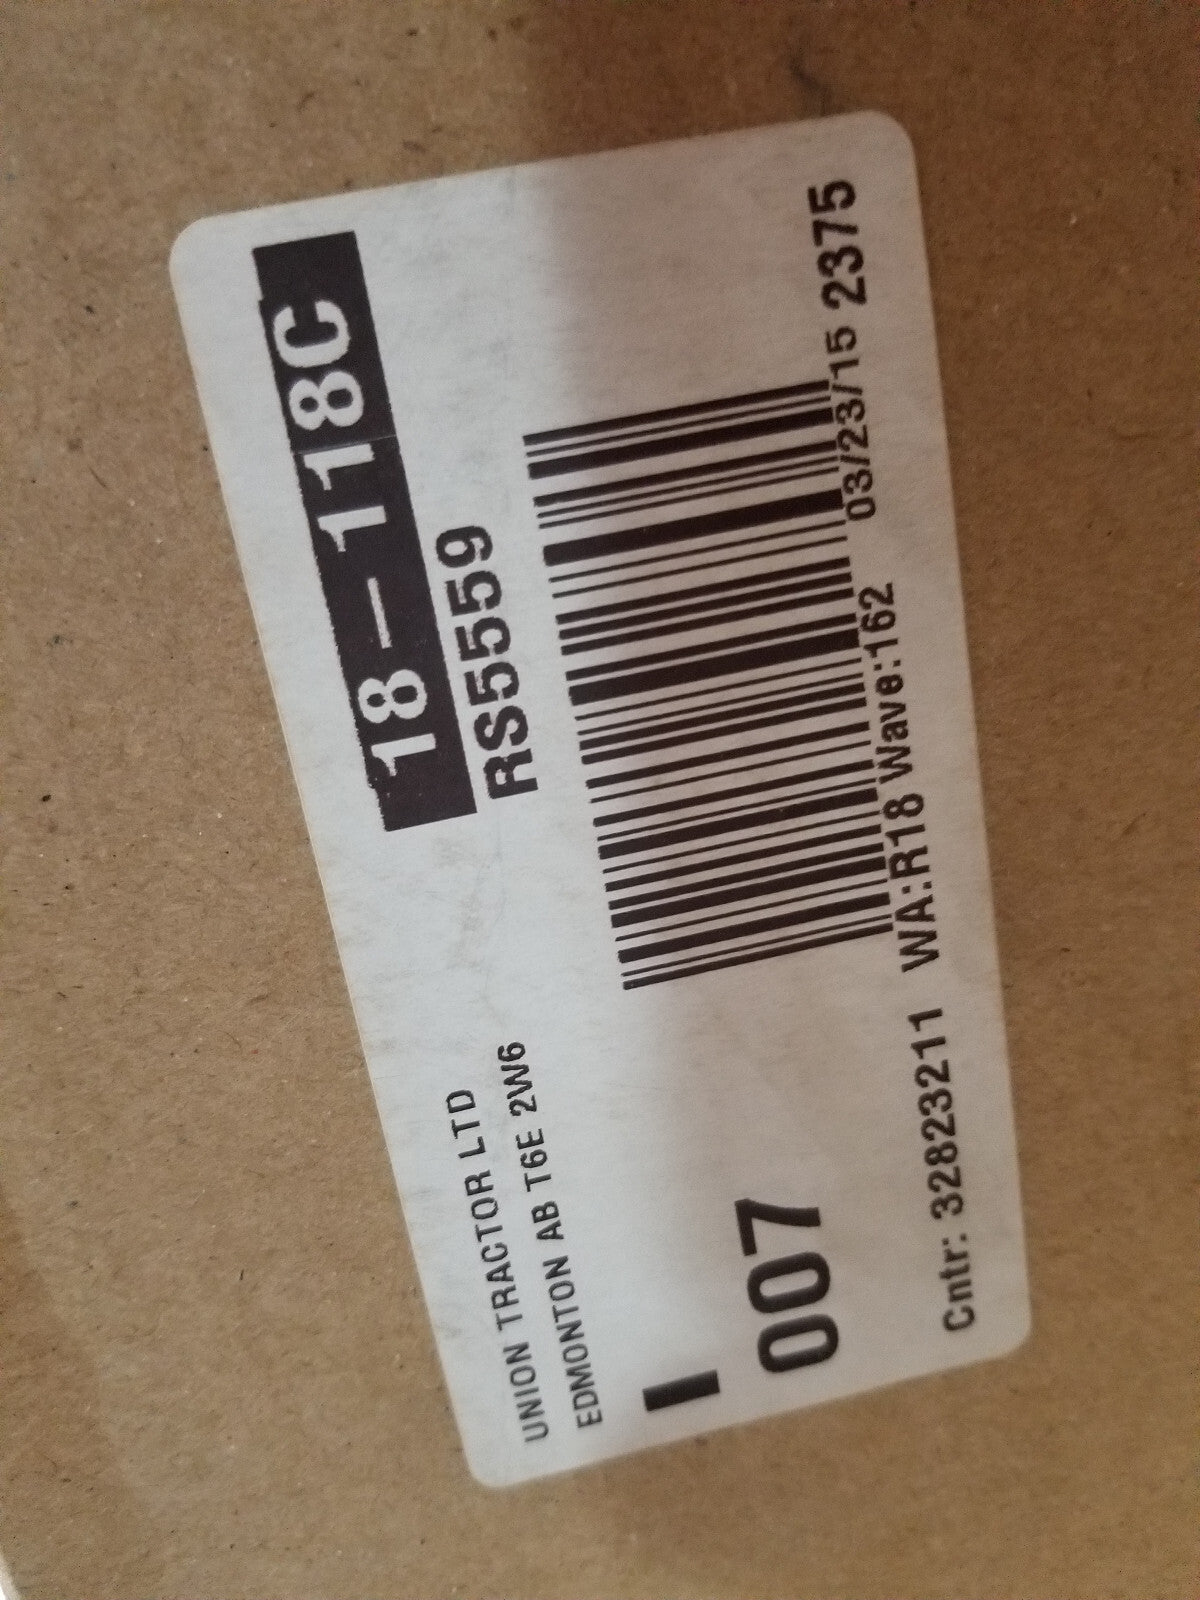 UNION TRACTOR LTD
EDMONTON AB T6E 2W6
18-118C
RS5559
I
007
Cntr: 32823211 WA:R18 Wave:162 03/23/15 2375